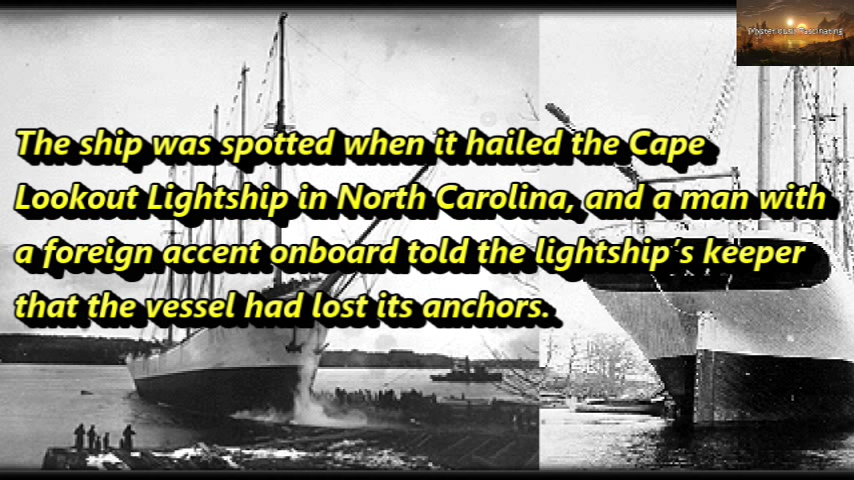 The ship was spotted when it hailed the Cape
Lookout Lightship in North Carolina, and a man with
a foreign accent onboard told the lightship's keeper
that the vessel had lost its anchors.
Fascinating